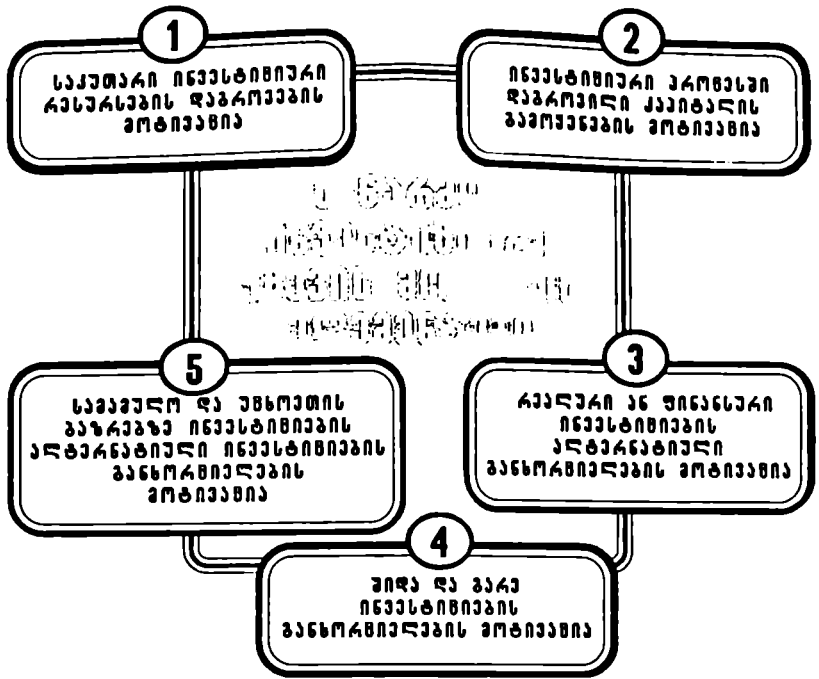 1
საკუთარი ინვესტიციური
რესურსების დაგროვების
მოტივაცია
2
ინვესტიციური პროცესში
დაგროვილი კაპიტალის
გამოყენების მოტივაცია
3
რეალური ან ფინანსური
ინვესტიციების
ალტერნატიული
განხორციელების მოტივაცია
4
შიდა და გარე
ინვესტიციების
განხორციელების მოტივაცია
5
სამამულო და უცხოეთის
ბაზრებზე ინვესტიციების
ალტერნატიული ინვესტიციების
განხორციელების
მოტივაცია